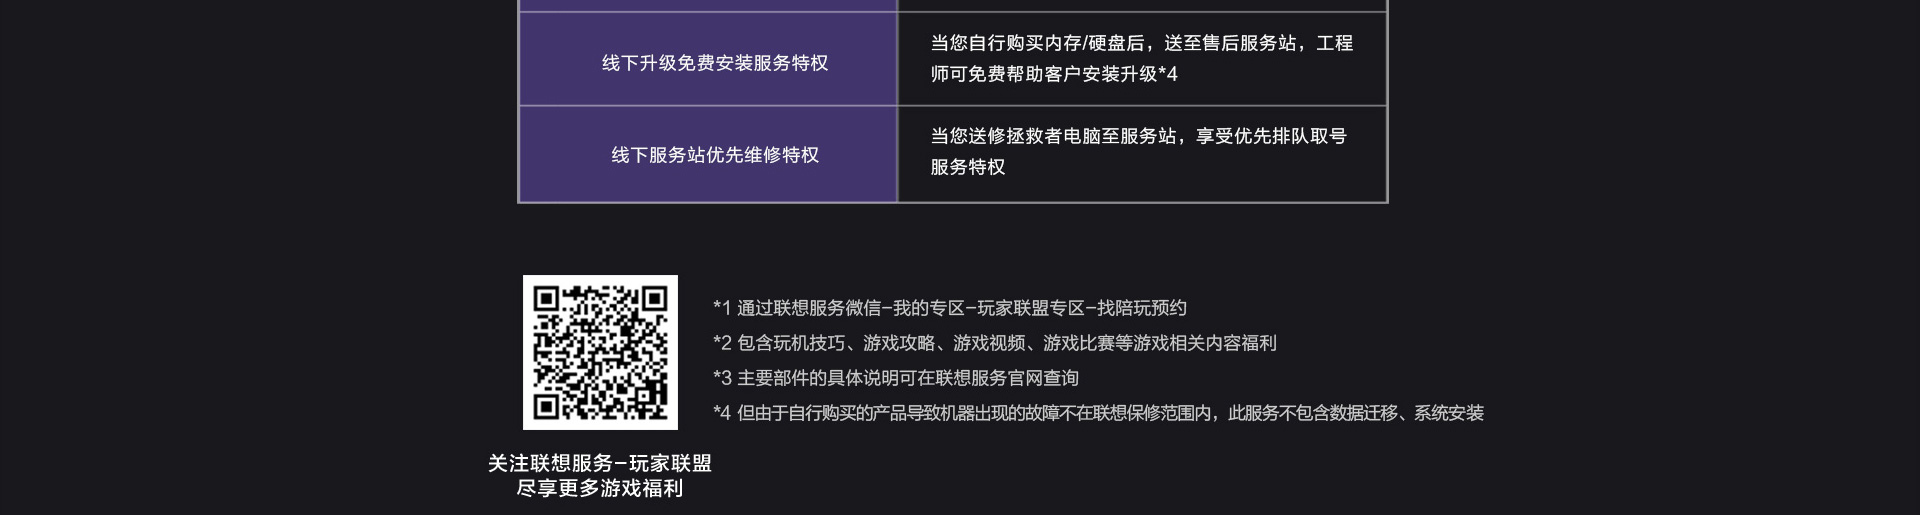 线下升级免费安装服务特权
当您自行购买内存/硬盘后，送至售后服务站，工程
师可免费帮助客户安装升级*4
线下服务站优先维修特权
当您送修拯救者电脑至服务站，享受优先排队取号
服务特权
*1 通过联想服务微信-我的专区-玩家联盟专区-找陪玩预约
*2 包含玩机技巧、游戏攻略、游戏视频、游戏比赛等游戏相关内容福利
*3 主要部件的具体说明可在联想服务官网查询
*4 但由于自行购买的产品导致机器出现的故障不在联想保修范围内，此服务不包含数据迁移、系统安装
关注联想服务-玩家联盟
尽享更多游戏福利